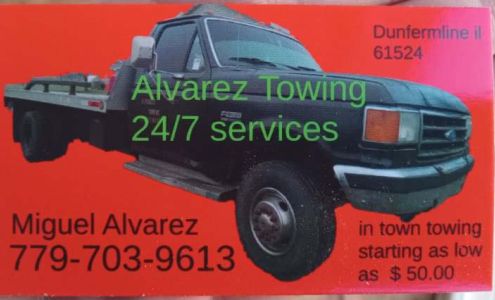 Dunfermline il
61524
Alvarez Towing
24/7 services
Miguel Alvarez
779-703-9613
in town towing
starting as low
as $ 50.00